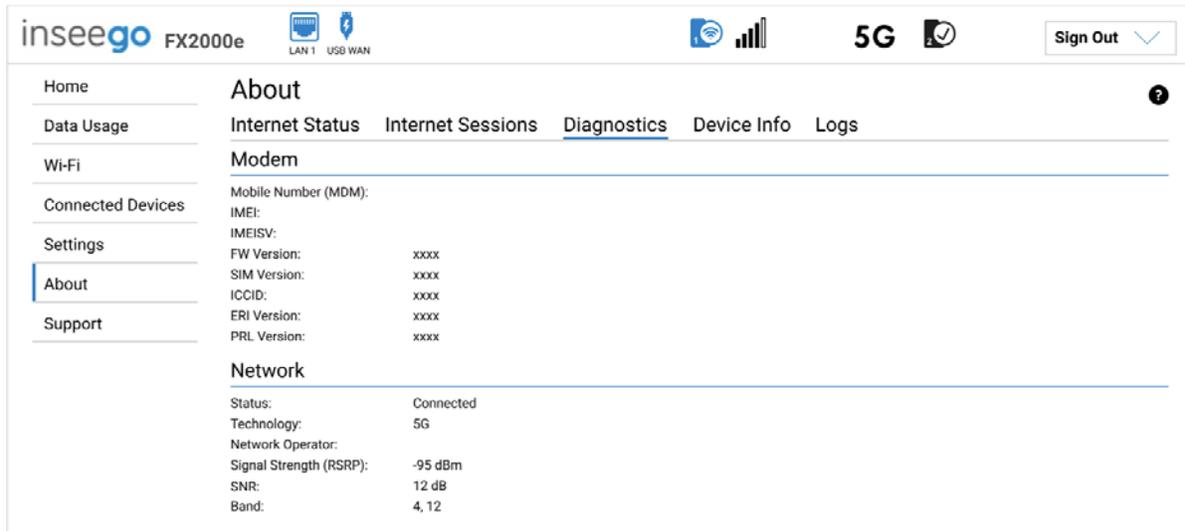 inseego FX2000e
LAN 1 USB WAN
1
5G
2
Sign Out
Home
Data Usage
Wi-Fi
Connected Devices
Settings
About
Support
About
?
Internet Status Internet Sessions Diagnostics Device Info Logs
Modem
Mobile Number (MDM):
IMEI:
IMEISV:
FW Version: xxxx
SIM Version: xxxx
ICCID: xxxx
ERI Version: xxxx
PRL Version: xxxx
Network
Status: Connected
Technology: 5G
Network Operator:
Signal Strength (RSRP): -95 dBm
SNR: 12 dB
Band: 4, 12